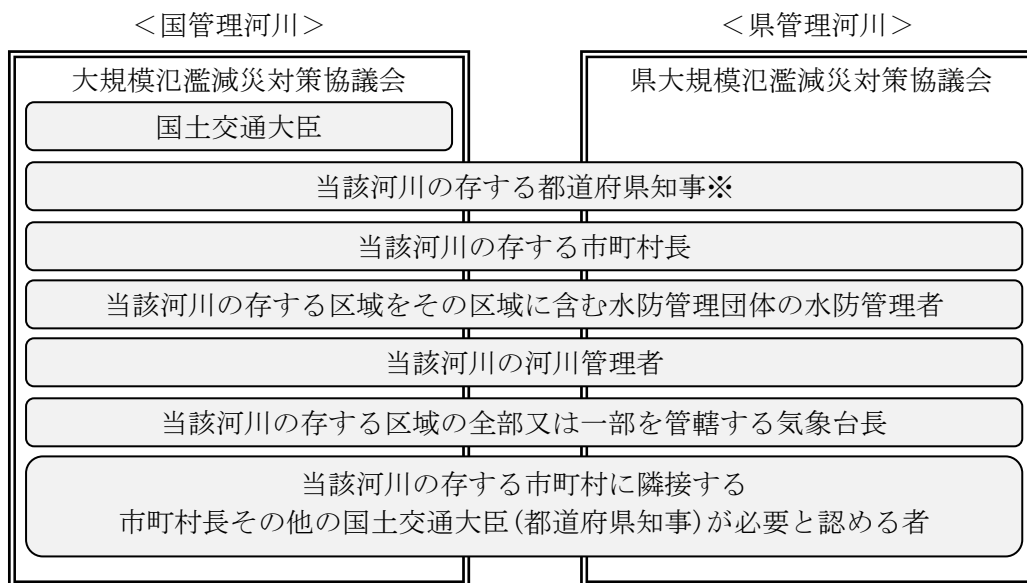 ＜国管理河川＞
＜県管理河川＞
大規模氾濫減災対策協議会
県大規模氾濫減災対策協議会
国土交通大臣
当該河川の存する都道府県知事※
当該河川の存する市町村長
当該河川の存する区域をその区域に含む水防管理団体の水防管理者
当該河川の河川管理者
当該河川の存する区域の全部又は一部を管轄する気象台長
当該河川の存する市町村に隣接する
市町村長その他の国土交通大臣(都道府県知事)が必要と認める者